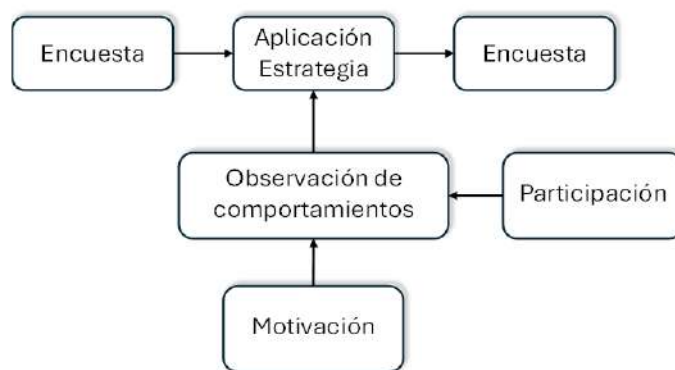 Encuesta
Aplicación
Estrategia
Encuesta
Observación de
comportamientos
Participación
Motivación